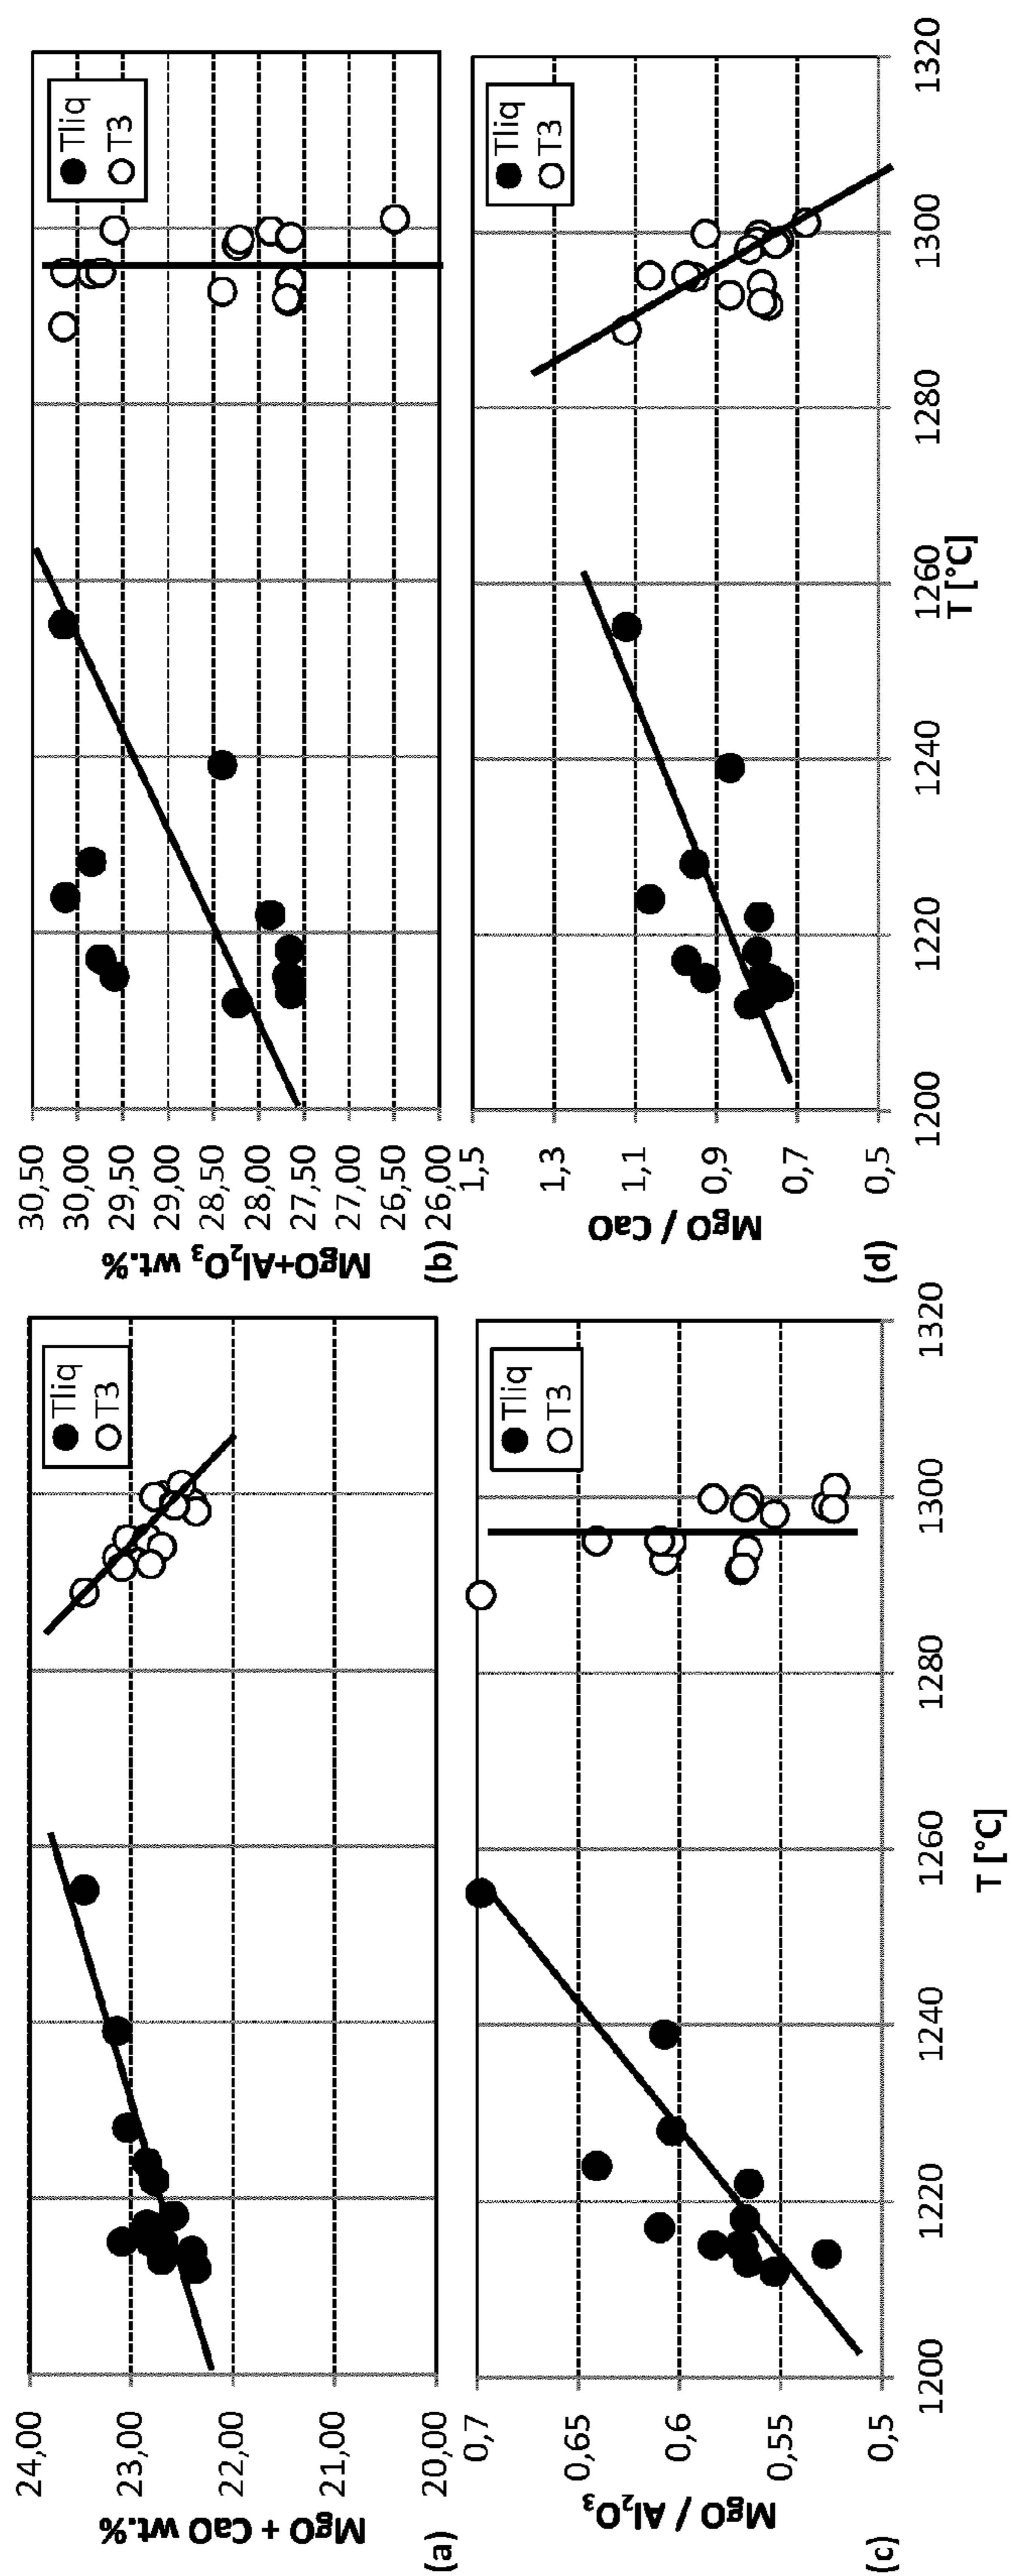 24,00
23,00
22,00
21,00
20,00
MgO + CaO wt.%
(a)
Tliq
T3
30,50
30,00
29,50
29,00
28,50
28,00
27,50
27,00
26,50
26,00
MgO+Al₂O₃ wt.%
(b)
Tliq
T3
0,7
0,65
0,6
0,55
0,5
MgO / Al₂O₃
(c)
Tliq
T3
1200
1220
1240
1260
1280
1300
1320
T [°C]
1,5
1,3
1,1
0,9
0,7
0,5
MgO / CaO
(d)
Tliq
T3
1200
1220
1240
1260
1280
1300
1320
T [°C]